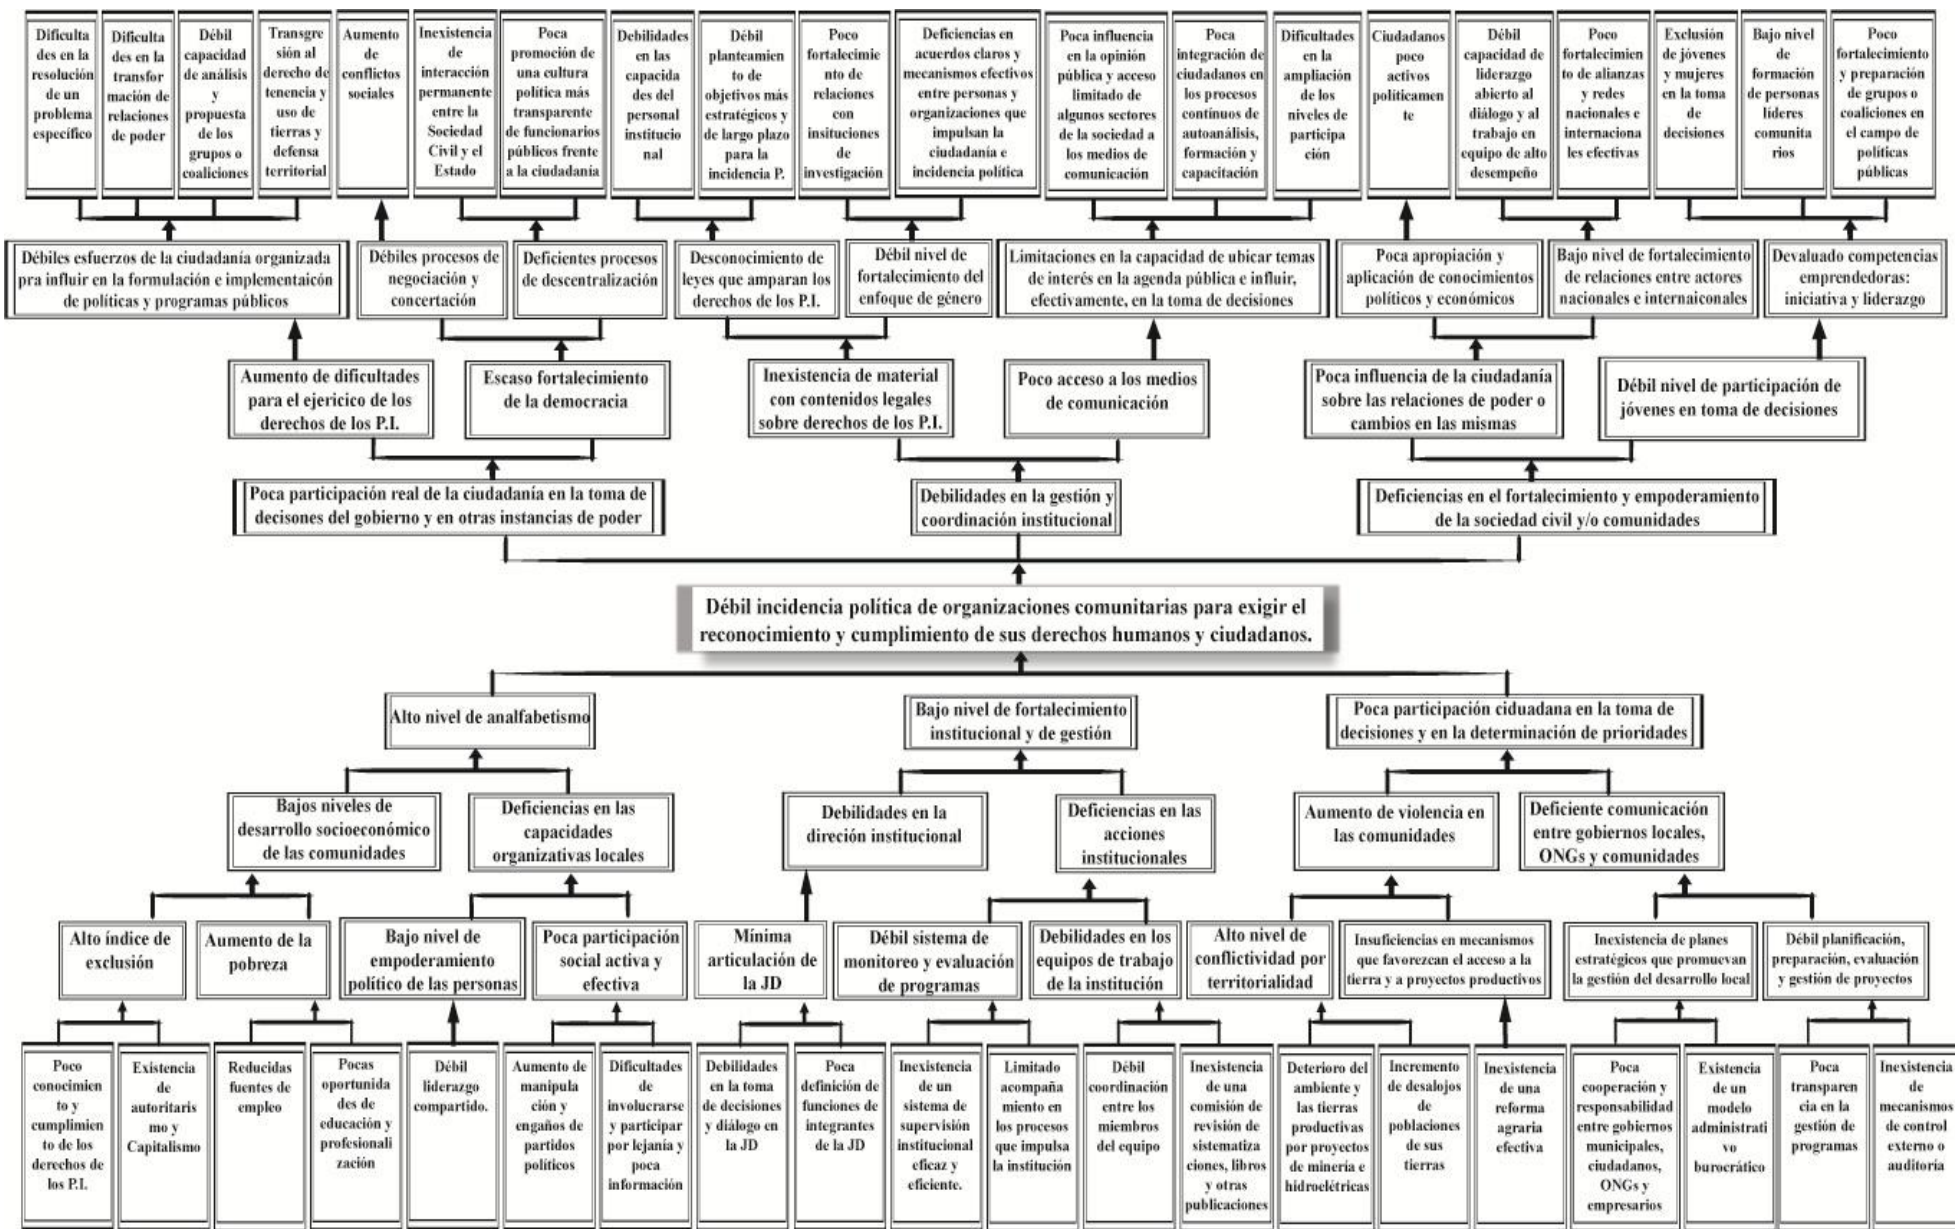 Dificulta
des en la
resolución
de un
problema
específico
Dificulta
des en la
transfor
mación de
relaciones
de poder
Débil
capacidad
de análisis
y
propuesta
de los
grupos o
coaliciones
Transgre
sión al
derecho de
tenencia y
uso de
tierras y
defensa
territorial
Aumento
de
conflictos
sociales
Inexistencia
de
interacción
permanente
entre la
Sociedad
Civil y el
Estado
Poca
promoción de
una cultura
política más
transparente
de funcionarios
públicos frente
a la ciudadanía
Debilidades
en las
capacida
des del
personal
institucio
nal
Débil
planteamien
to de
objetivos más
estratégicos y
de largo plazo
para la
incidencia P.
Poco
fortalecimie
nto de
relaciones
con
insituciones
de
investigación
Deficiencias en
acuerdos claros y
mecanismos efectivos
entre personas y
organizaciones que
impulsan la
ciudadanía e
incidencia política
Poca influencia
en la opinión
pública y acceso
limitado de
algunos sectores
de la sociedad a
los medios de
comunicación
Poca
integración de
ciudadanos en
los procesos
contínuos de
autoanálisis,
formación y
capacitación
Dificultades
en la
ampliación
de los
niveles de
participa
ción
Ciudadanos
poco
activos
politicamen
te
Débil
capacidad de
liderazgo
abierto al
diálogo y al
trabajo en
equipo de alto
desempeño
Poco
fortalecimien
to de alianzas
y redes
nacionales e
internaciona
les efectivas
Exclusión
de jóvenes
y mujeres
en la toma
de
decisiones
Bajo nivel
de
formación
de personas
líderes
comunita
rios
Poco
fortalecimiento
y preparación
de grupos o
coaliciones en
el campo de
políticas
públicas
Débiles esfuerzos de la ciudadanía organizada
pra influir en la formulación e implementaicón
de políticas y programas públicos
Débiles procesos de
negociación y
concertación
Deficientes procesos
de descentralización
Desconocimiento de
leyes que amparan los
derechos de los P.I.
Débil nivel de
fortalecimiento del
enfoque de género
Limitaciones en la capacidad de ubicar temas
de interés en la agenda pública e influir,
efectivamente, en la toma de decisiones
Poca apropiación y
aplicación de conocimientos
políticos y económicos
Bajo nivel de fortalecimiento
de relaciones entre actores
nacionales e internaiconales
Devaluado competencias
emprendedoras:
iniciativa y liderazgo
Aumento de dificultades
para el ejericico de los
derechos de los P.I.
Escaso fortalecimiento
de la democracia
Inexistencia de material
con contenidos legales
sobre derechos de los P.I.
Poco acceso a los medios
de comunicación
Poca influencia de la ciudadanía
sobre las relaciones de poder o
cambios en las mismas
Débil nivel de participación de
jóvenes en toma de decisiones
Poca participación real de la ciudadanía en la toma de
decisones del gobierno y en otras instancias de poder
Debilidades en la gestión y
coordinación institucional
Deficiencias en el fortalecimiento y empoderamiento
de la sociedad civil y/o comunidades
Débil incidencia política de organizaciones comunitarias para exigir el
reconocimiento y cumplimiento de sus derechos humanos y ciudadanos.
Alto nivel de analfabetismo
Bajo nivel de fortalecimiento
institucional y de gestión
Poca participación ciduadana en la toma de
decisiones y en la determinación de prioridades
Bajos niveles de
desarrollo socioeconómico
de las comunidades
Deficiencias en las
capacidades
organizativas locales
Debilidades en la
direción institucional
Deficiencias en las
acciones
institucionales
Aumento de violencia en
las comunidades
Deficiente comunicación
entre gobiernos locales,
ONGs y comunidades
Alto índice de
exclusión
Aumento de la
pobreza
Bajo nivel de
empoderamiento
político de las personas
Poca participación
social activa y
efectiva
Mínima
articulación de
la JD
Débil sistema de
monitoreo y evaluación
de programas
Debilidades en los
equipos de trabajo
de la institución
Alto nivel de
conflictividad por
territorialidad
Insuficiencias en mecanismos
que favorezcan el acceso a la
tierra y a proyectos productivos
Inexistencia de planes
estratégicos que promuevan
la gestión del desarrollo local
Débil planificación,
preparación, evaluación
y gestión de proyectos
Poco
conocimien
to y
cumplimien
to de los
derechos de
los P.I.
Existencia
de
autoritaris
mo y
Capitalismo
Reducidas
fuentes de
empleo
Pocas
oportunida
des de
educación y
profesionali
zación
Débil
liderazgo
compartido.
Aumento de
manipula
ción y
engaños de
partidos
políticos
Dificultades
de
involucrarse
y participar
por lejanía y
poca
información
Debilidades
en la toma
de decisiones
y diálogo en
la JD
Poca
definición de
funciones de
integrantes
de la JD
Inexistencia
de un
sistema de
supervisión
institucional
eficaz y
eficiente.
Limitado
acompaña
miento en
los procesos
que impulsa
la institución
Débil
coordinación
entre los
miembros
del equipo
Inexistencia
de una
comisión de
revisión de
sistematiza
ciones, libros
y otras
publicaciones
Deterioro del
ambiente y
las tierras
productivas
por proyectos
de minería e
hidroelétricas
Incremento
de desalojos
de
poblaciones
de sus
tierras
Inexistencia
de una
reforma
agraria
efectiva
Poca
cooperación y
responsabilidad
entre gobiernos
municipales,
ciudadanos,
ONGs y
empresarios
Existencia
de un
modelo
administrati
vo
burocrático
Poca
transparen
cia en la
gestión de
programas
Inexistencia
de
mecanismos
de control
externo o
auditoría